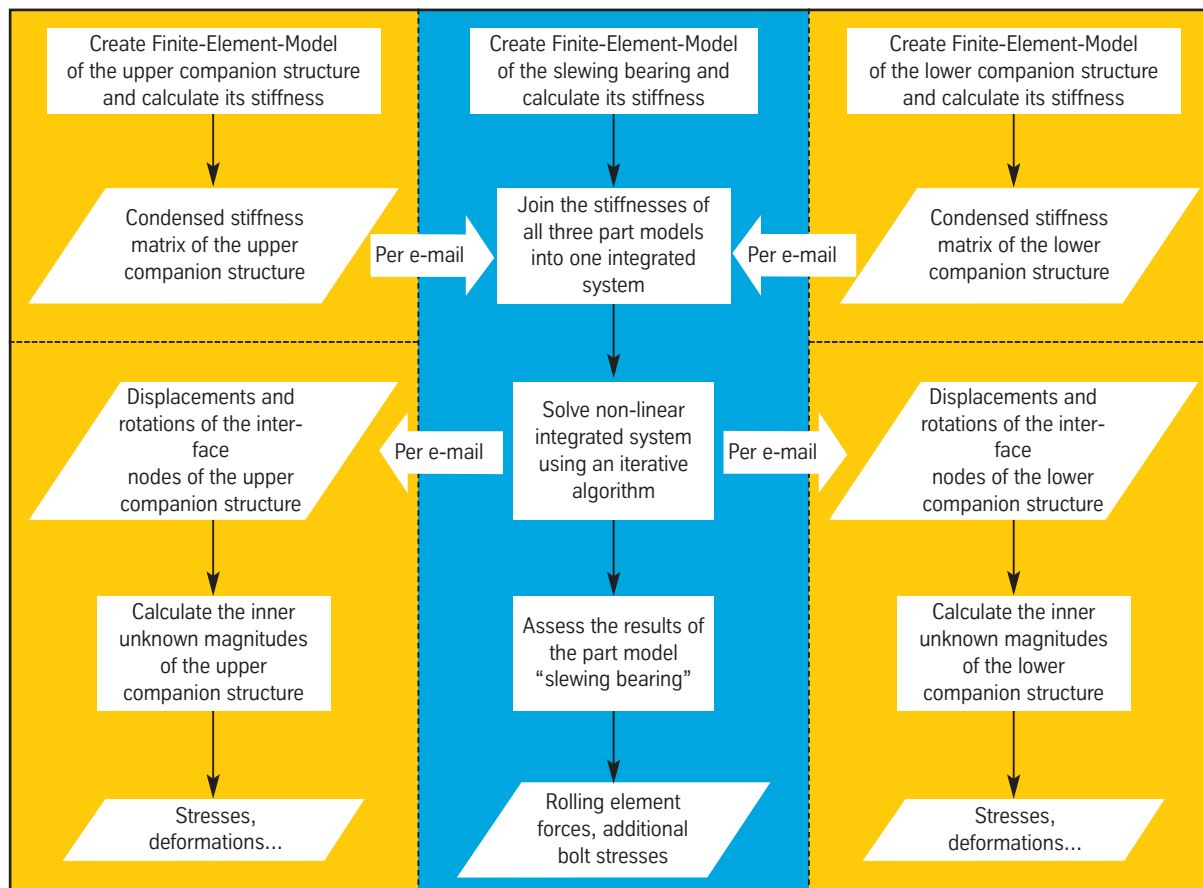 Create Finite-Element-Model
of the upper companion structure
and calculate its stiffness
Create Finite-Element-Model
of the slewing bearing and
calculate its stiffness
Create Finite-Element-Model
of the lower companion structure
and calculate its stiffness
Condensed stiffness
matrix of the upper
companion structure
Per e-mail
Join the stiffnesses of
all three part models
into one integrated
system
Per e-mail
Condensed stiffness
matrix of the lower
companion structure
Displacements and
rotations of the inter-
face
nodes of the upper
companion structure
Per e-mail
Solve non-linear
integrated system
using an iterative
algorithm
Per e-mail
Displacements and
rotations of the inter-
face
nodes of the lower
companion structure
Calculate the inner
unknown magnitudes
of the upper
companion structure
Assess the results of
the part model
“slewing bearing”
Calculate the inner
unknown magnitudes
of the lower
companion structure
Stresses,
deformations...
Rolling element
forces, additional
bolt stresses
Stresses,
deformations...